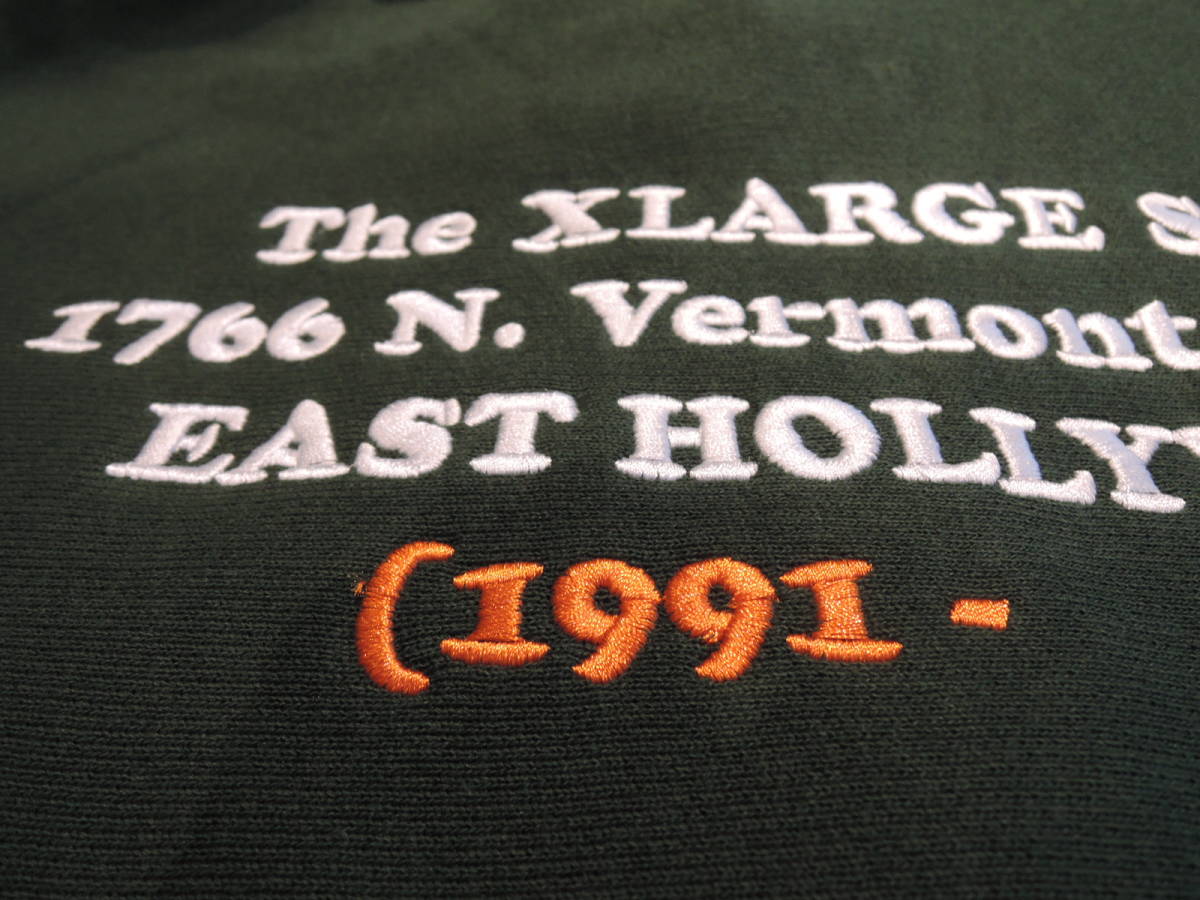 The XLARGE S
1766 N. Vermont
EAST HOLLY
(1991 -